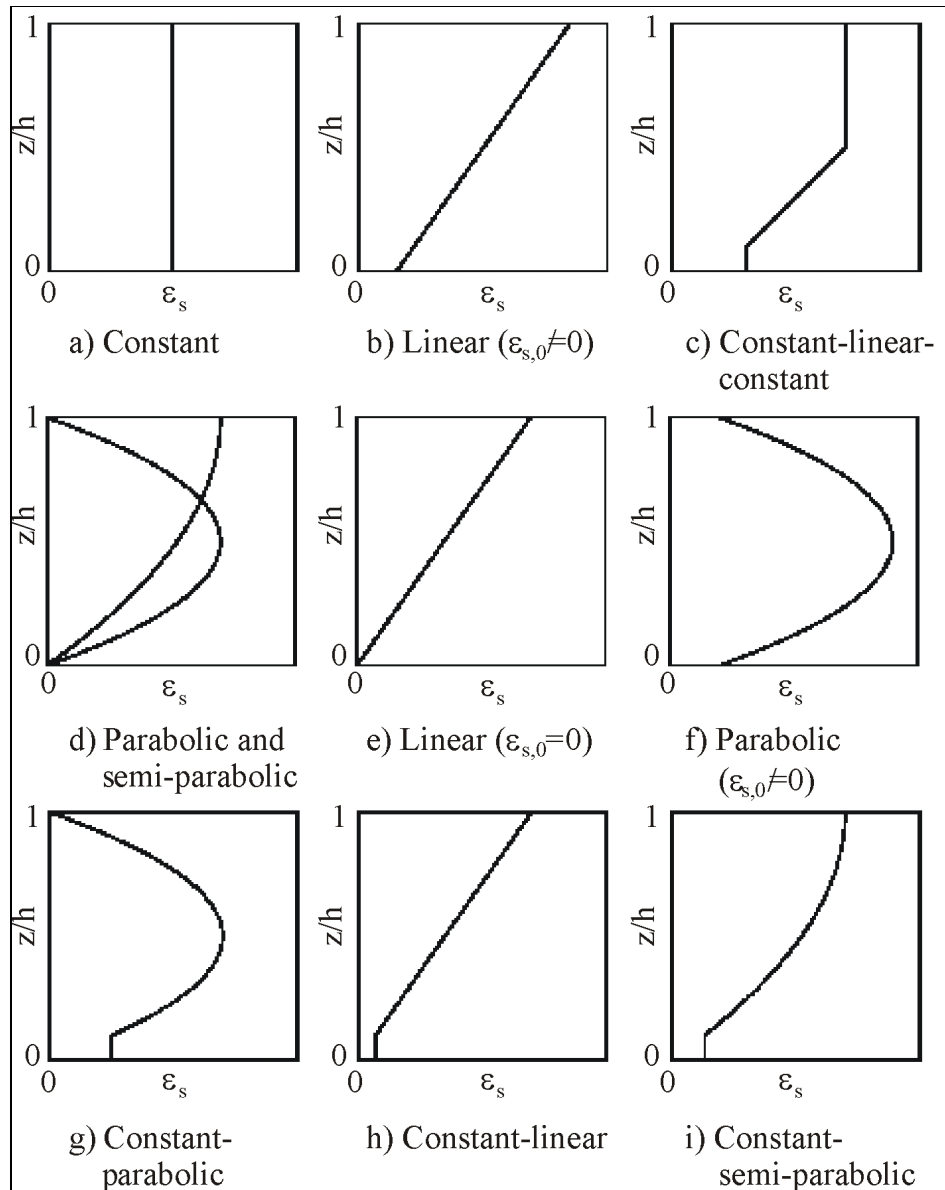 1
z/h
0
0
εs
a) Constant
1
z/h
0
0
εs
b) Linear (εs,0≠0)
1
z/h
0
0
εs
c) Constant-linear-
constant
1
z/h
0
0
εs
d) Parabolic and
semi-parabolic
1
z/h
0
0
εs
e) Linear (εs,0=0)
1
z/h
0
0
εs
f) Parabolic
(εs,0≠0)
1
z/h
0
0
εs
g) Constant-
parabolic
1
z/h
0
0
εs
h) Constant-linear
1
z/h
0
0
εs
i) Constant-
semi-parabolic